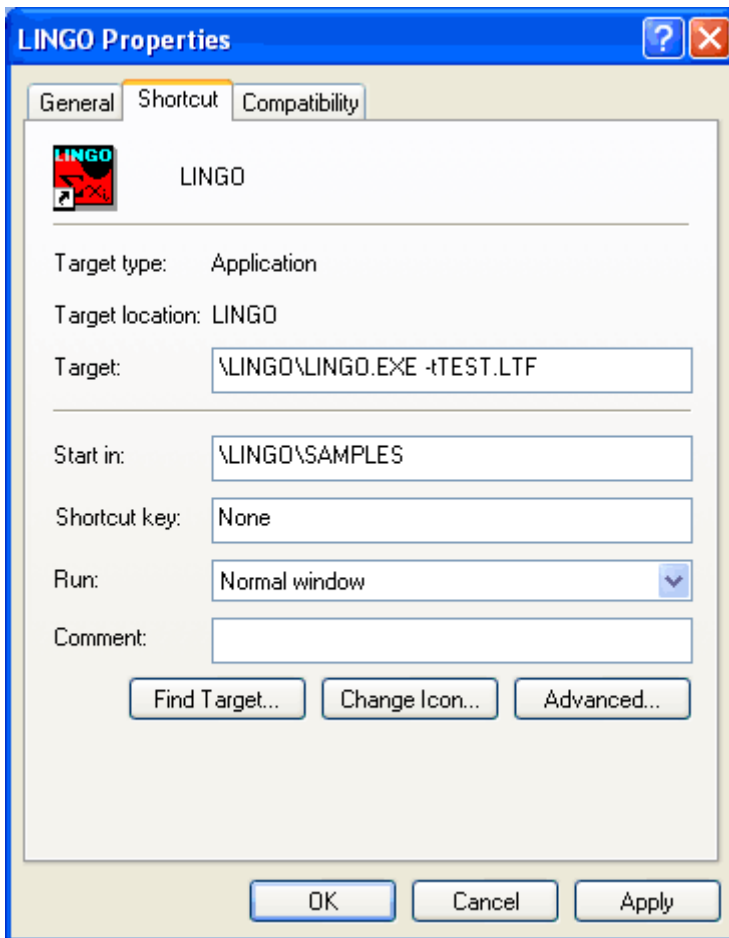 LINGO Properties
General Shortcut Compatibility
LINGO
Σxi
LINGO
Target type: Application
Target location: LINGO
Target: \LINGO\LINGO.EXE -tTEST.LTF
Start in: \LINGO\SAMPLES
Shortcut key: None
Run: Normal window
Comment:
Find Target... Change Icon... Advanced...
OK Cancel Apply